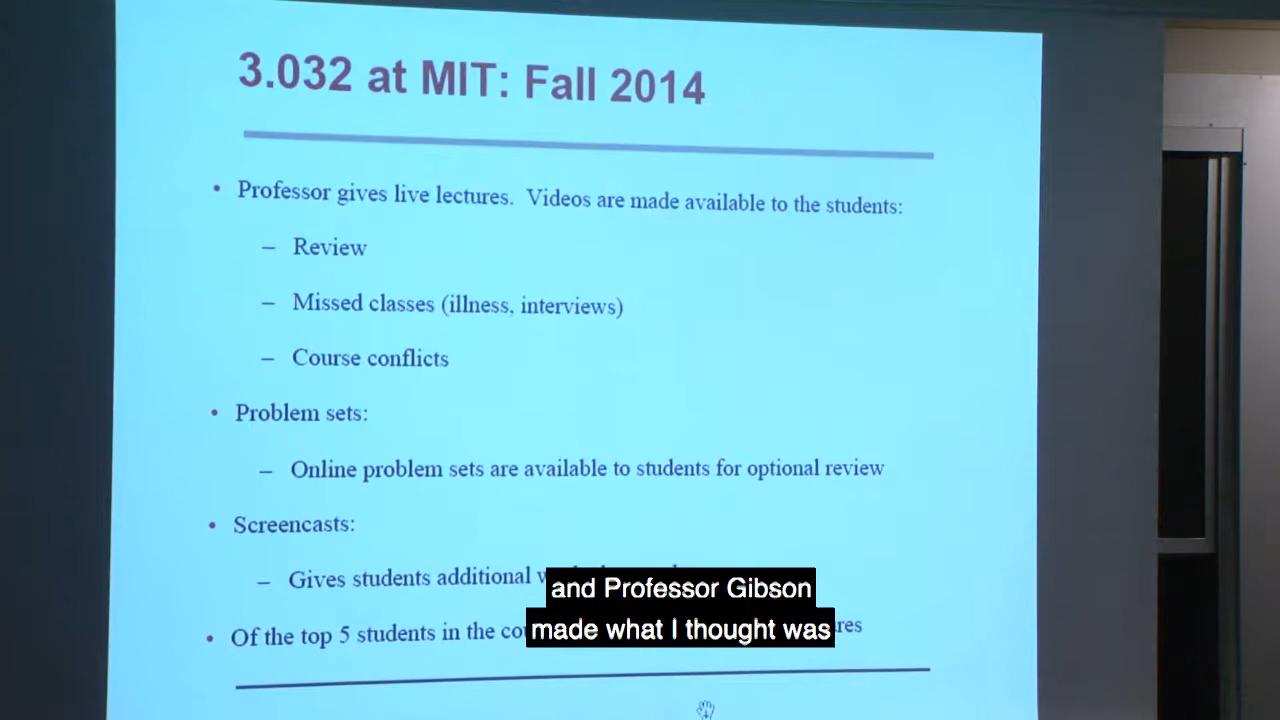 3.032 at MIT: Fall 2014
• Professor gives live lectures. Videos are made available to the students:
– Review
– Missed classes (illness, interviews)
– Course conflicts
• Problem sets:
– Online problem sets are available to students for optional review
• Screencasts:
– Gives students additional
• Of the top 5 students in the
and Professor Gibson
made what I thought was